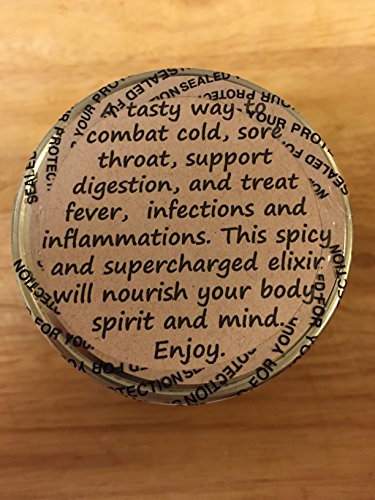 A tasty way to
combat cold, sore
throat, support
digestion, and treat
fever, infections and
inflammations. This spicy
and supercharged elixir
will nourish your body,
spirit and mind.
Enjoy.
SEALED FOR YOUR PROTECTION